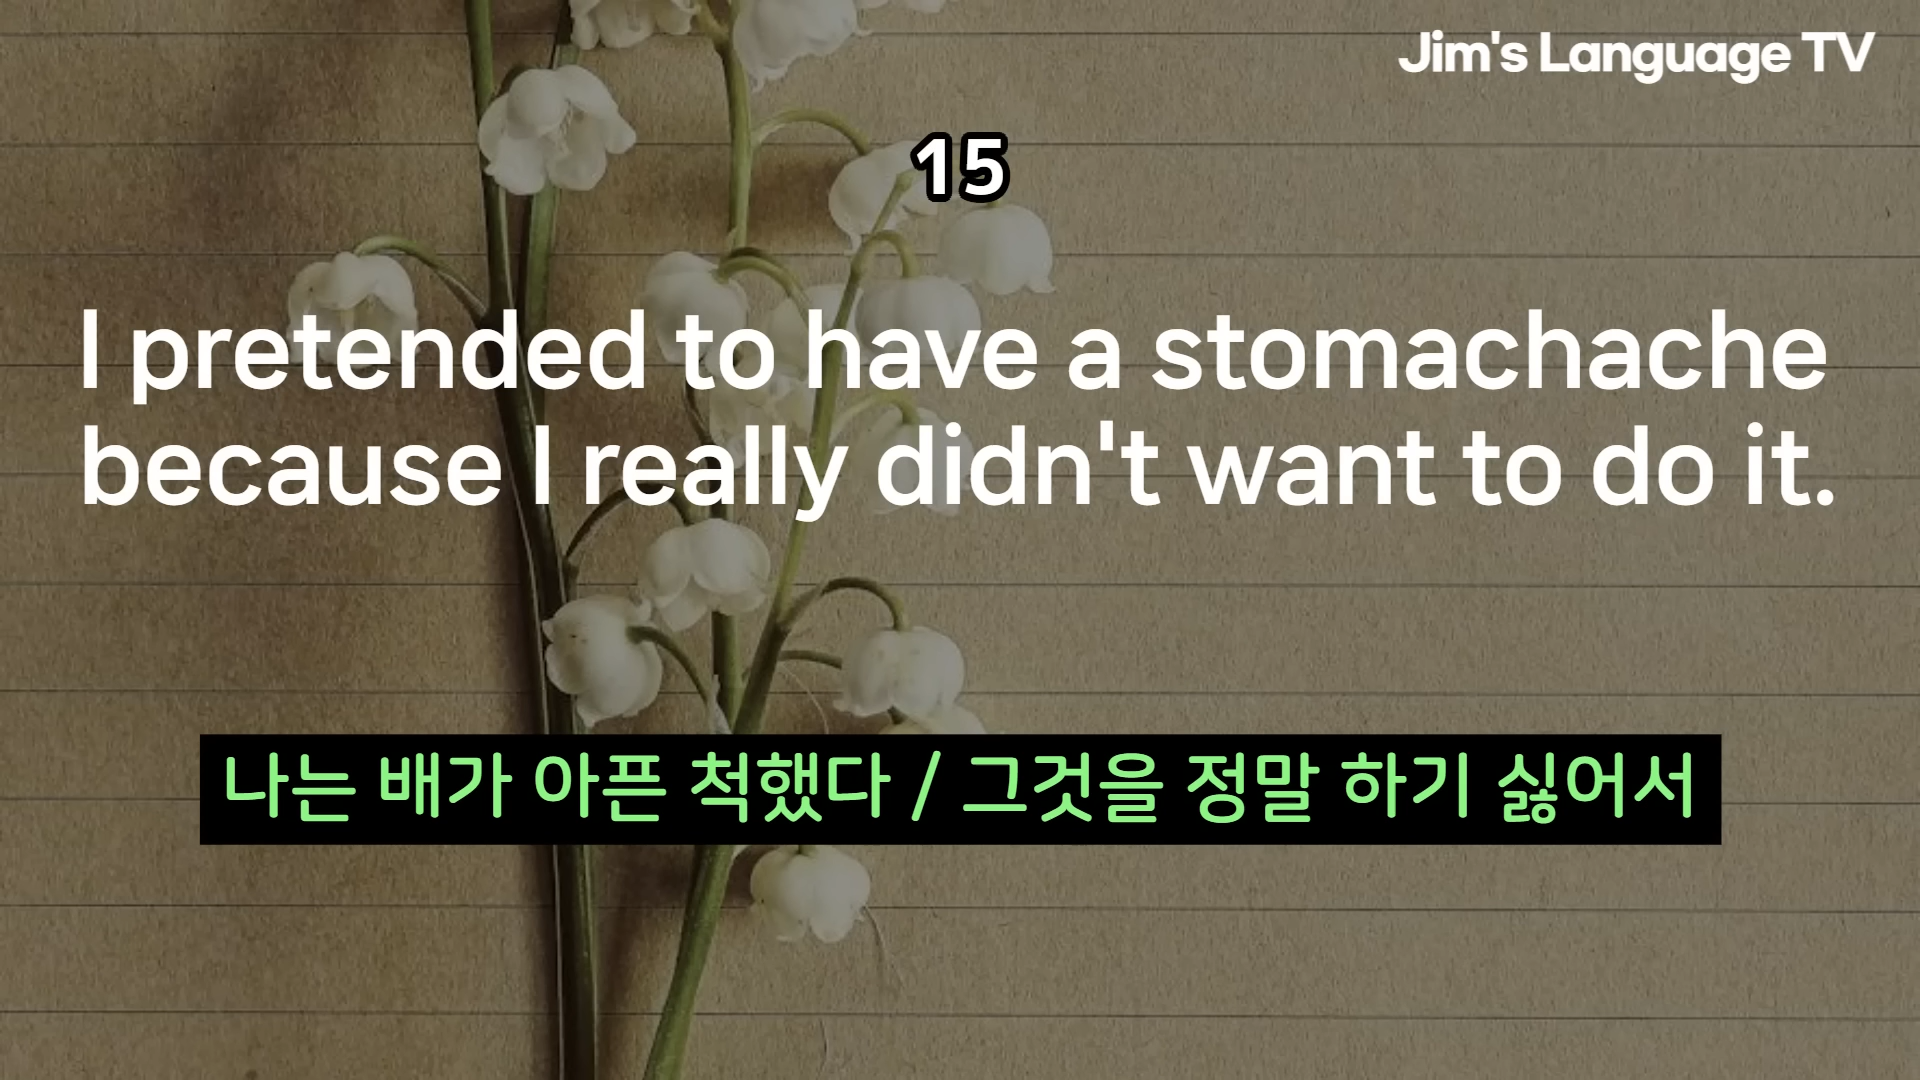 Jim's Language TV
15
I pretended to have a stomachache
because I really didn't want to do it.
나는 배가 아픈 척했다 / 그것을 정말 하기 싫어서